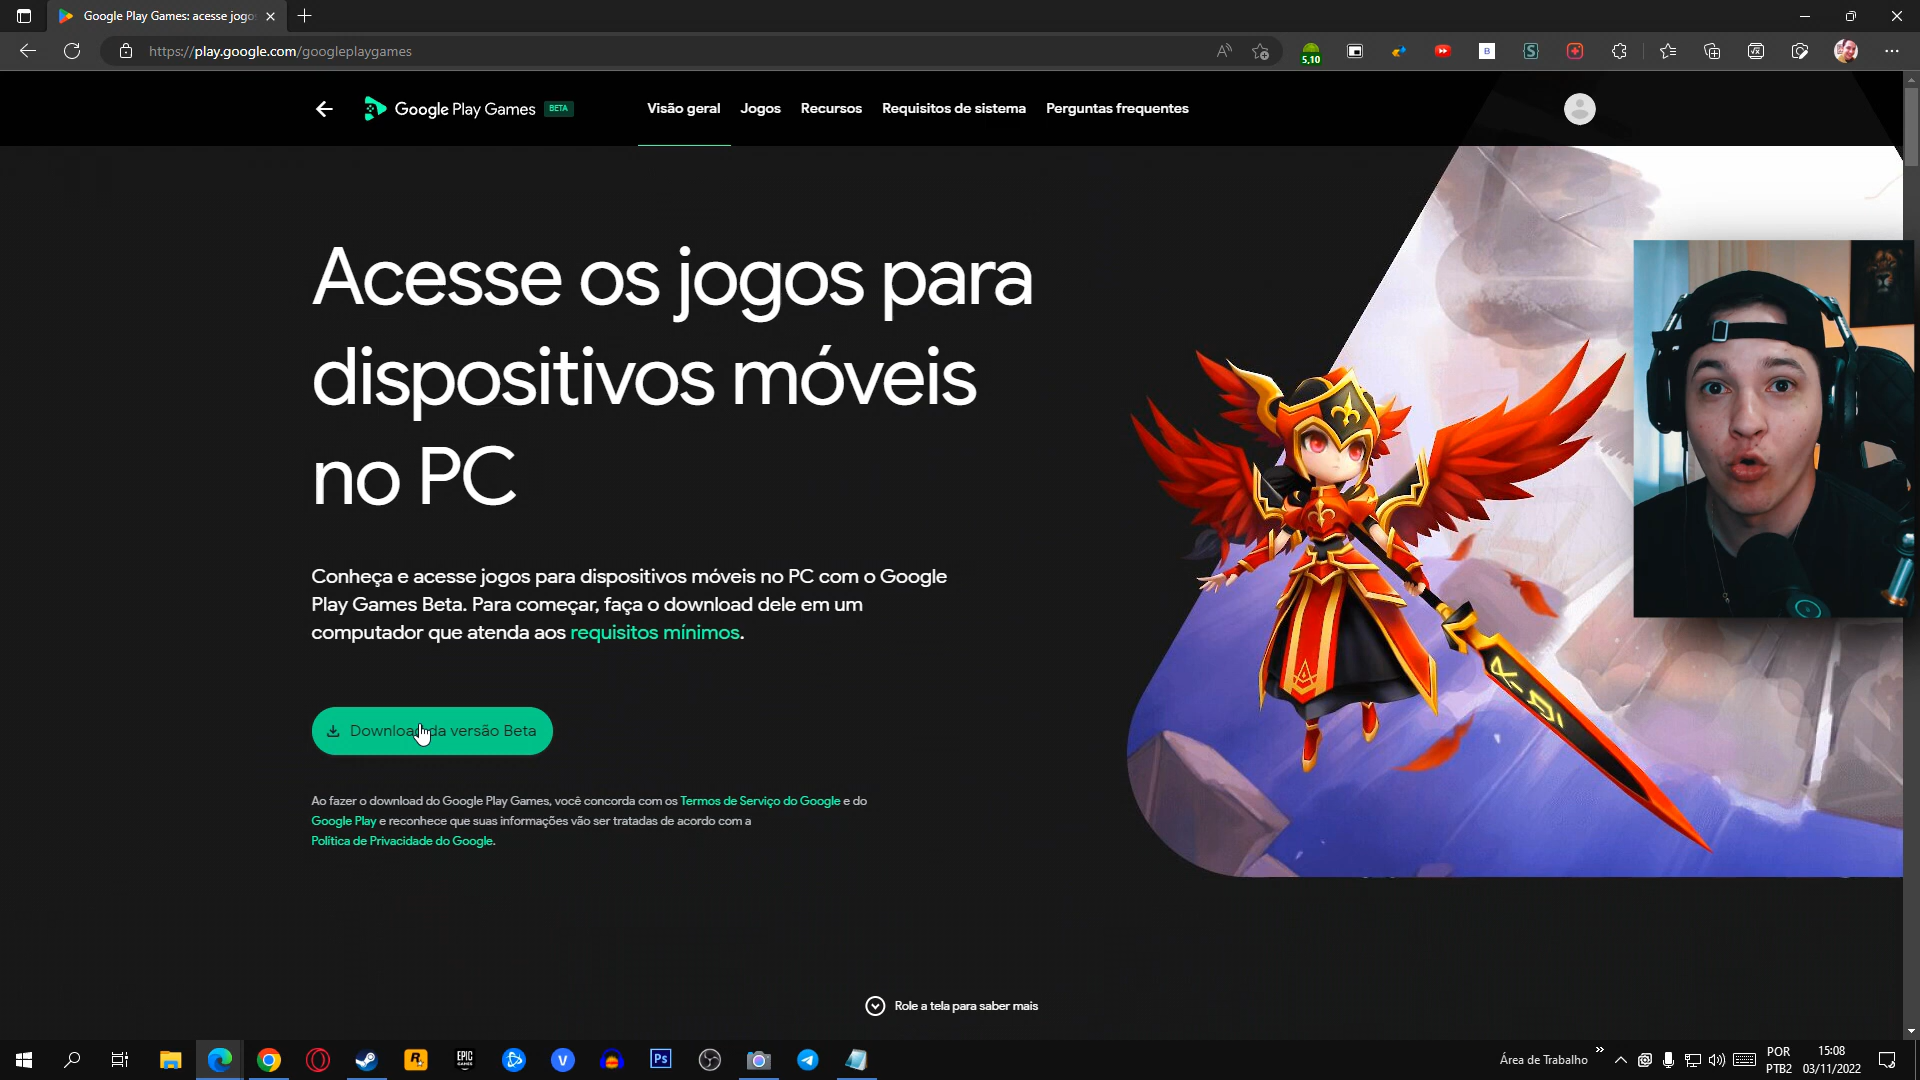 Google Play Games: acesse jogo
https://play.google.com/googleplaygames
5,10
Google Play Games BETA
Visão geral
Jogos
Recursos
Requisitos de sistema
Perguntas frequentes
Acesse os jogos para
dispositivos móveis
no PC
Conheça e acesse jogos para dispositivos móveis no PC com o Google
Play Games Beta. Para começar, faça o download dele em um
computador que atenda aos requisitos mínimos.
Download da versão Beta
Ao fazer o download do Google Play Games, você concorda com os Termos de Serviço do Google e do
Google Play e reconhece que suas informações vão ser tratadas de acordo com a
Política de Privacidade do Google.
Role a tela para saber mais
EPIC
GAMES
Ps
Área de Trabalho
POR
PTB2
15:08
03/11/2022